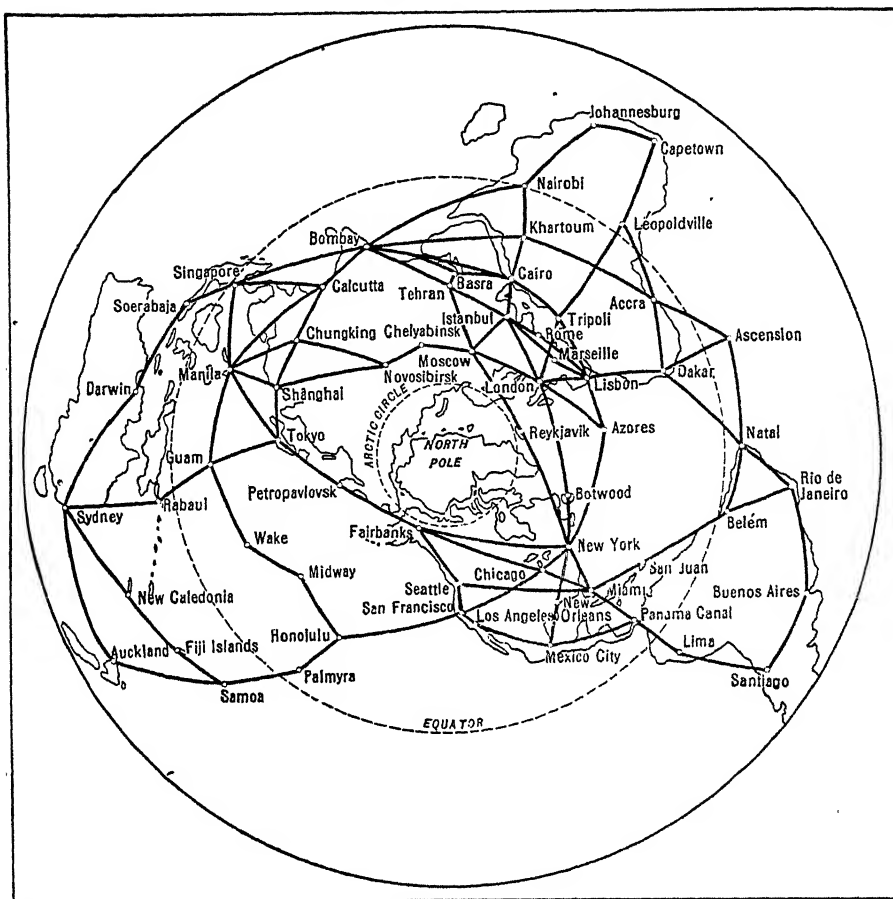 Johannesburg
Capetown
Nairobi
Leopoldville
Khartoum
Bombay
Singapore
Basra
Cairo
Soerabaja
Calcutta
Tehran
Accra
Istanbul
Tripoli
Chungking
Chelyabinsk
Rome
Ascension
Marseille
Moscow
Manila
Novosibirsk
Darwin
Shanghai
London
Lisbon
Dakar
ARCTIC CIRCLE
Tokyo
NORTH
POLE
Reykjavik
Azores
Natal
Guam
Petropavlovsk
Botwood
Rio de
Janeiro
Sydney
Rabaul
Fairbanks
Belém
Wake
New York
San Juan
Midway
Chicago
Seattle
Miami
New Caledonia
San Francisco
Los Angeles
New
Orleans
Buenos Aires
Panama Canal
Honolulu
Auckland
Fiji Islands
Mexico City
Lima
Palmyra
Samoa
Santiago
EQUATOR